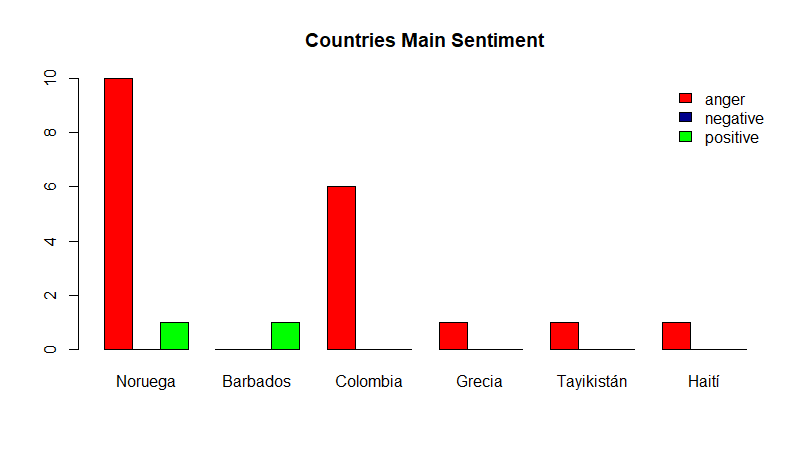 Countries Main Sentiment
anger
negative
positive
10
8
6
4
2
0
Noruega Barbados Colombia Grecia Tayikistán Haití